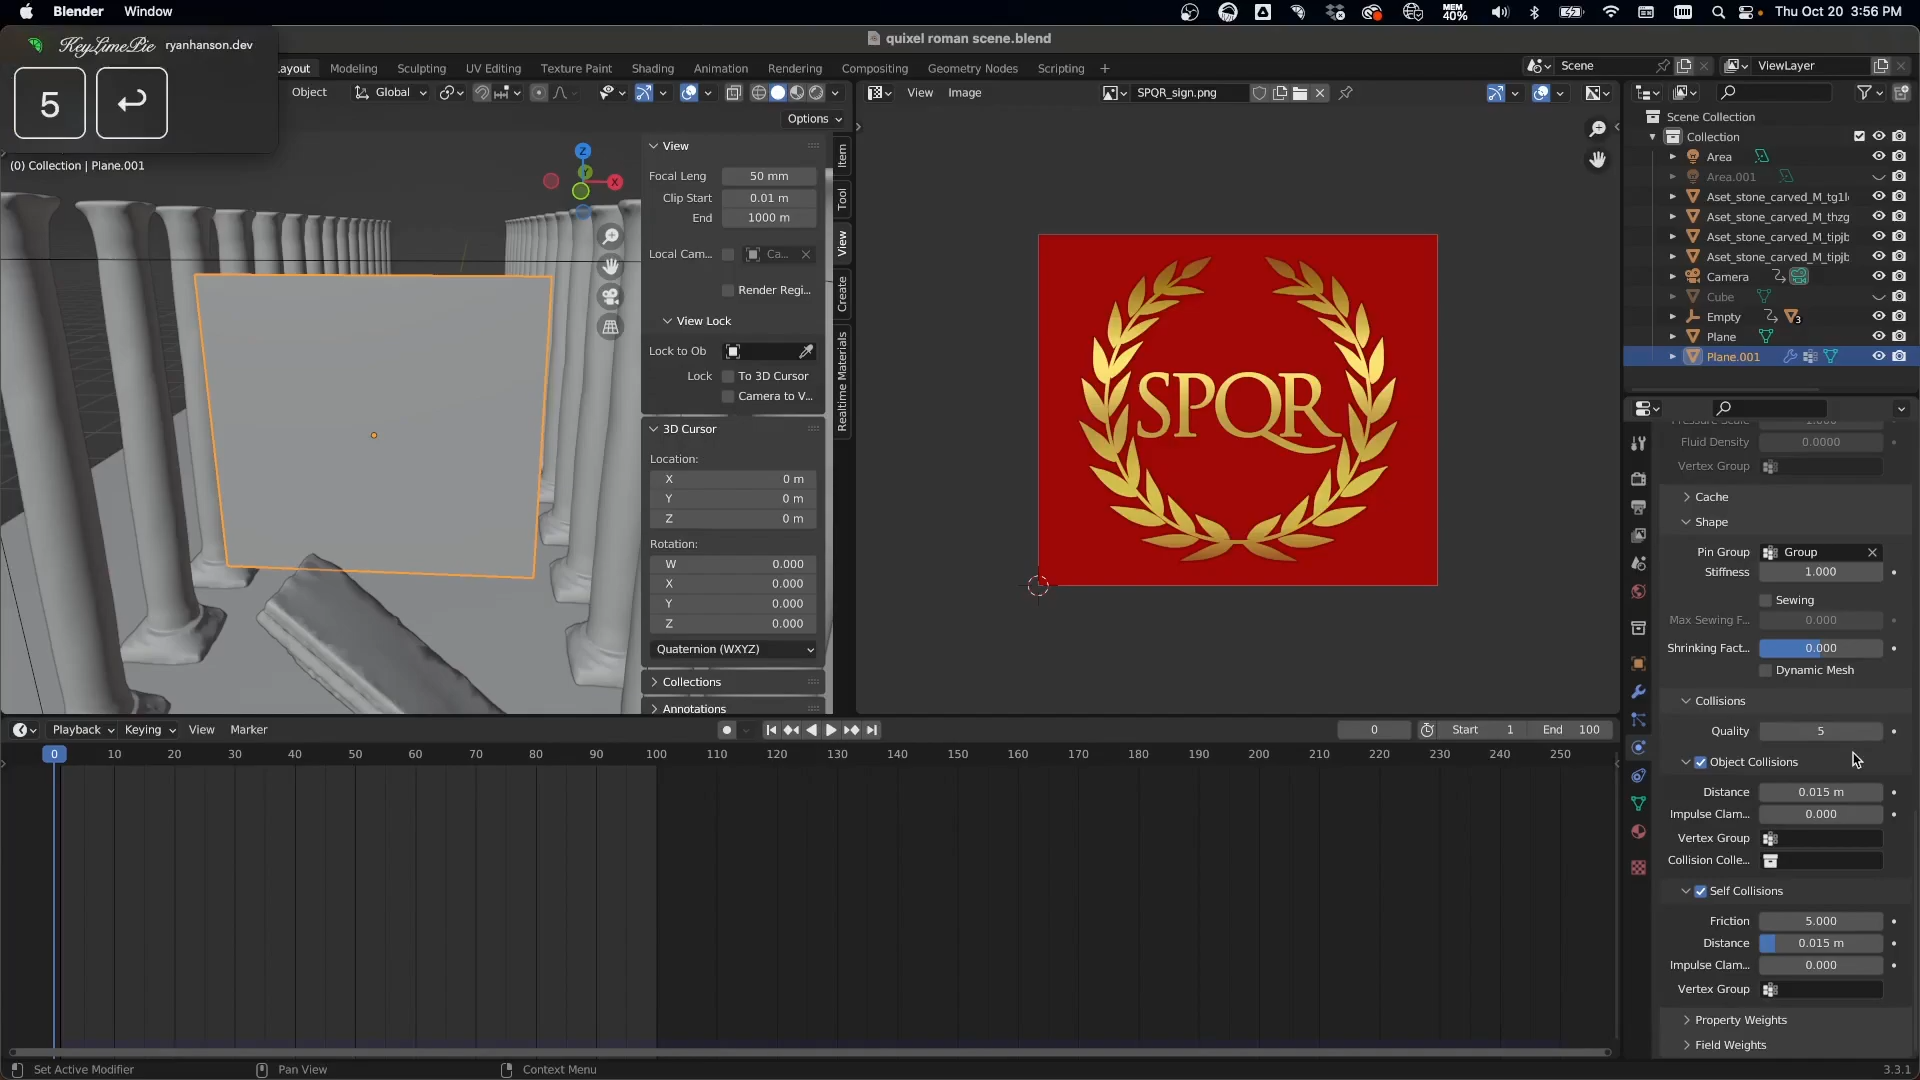 Blender Window
MEM 40% Thu Oct 20 3:56 PM
KeyLimePie ryanhanson.dev
quixel roman scene.blend
5
ayout Modeling Sculpting UV Editing Texture Paint Shading Animation Rendering Compositing Geometry Nodes Scripting +
Scene ViewLayer
Object Global
View Image SPQR_sign.png
Options
(0) Collection | Plane.001
Z
Y
X
View
Focal Leng 50 mm
Clip Start 0.01 m
End 1000 m
Local Cam... Ca...
Render Regi...
View Lock
Lock to Ob
Lock To 3D Cursor
Camera to V...
3D Cursor
Location:
X 0 m
Y 0 m
Z 0 m
Rotation:
W 0.000
X 0.000
Y 0.000
Z 0.000
Quaternion (WXYZ)
Collections
Annotations
Item
Tool
View
Create
Realtime Materials
SPQR
Scene Collection
Collection
Area
Area.001
Aset_stone_carved_M_tg1l
Aset_stone_carved_M_thzg
Aset_stone_carved_M_tipjb
Aset_stone_carved_M_tipjb
Camera
Cube
Empty 3
Plane
Plane.001
Fluid Density 0.0000
Vertex Group
Cache
Shape
Pin Group Group
Stiffness 1.000
Sewing
Max Sewing F... 0.000
Shrinking Fact... 0.000
Dynamic Mesh
Collisions
Quality 5
Object Collisions
Distance 0.015 m
Impulse Clam... 0.000
Vertex Group
Collision Colle...
Self Collisions
Friction 5.000
Distance 0.015 m
Impulse Clam... 0.000
Vertex Group
Property Weights
Field Weights
Playback Keying View Marker
0 Start 1 End 100
0 10 20 30 40 50 60 70 80 90 100 110 120 130 140 150 160 170 180 190 200 210 220 230 240 250
Set Active Modifier Pan View Context Menu 3.3.1